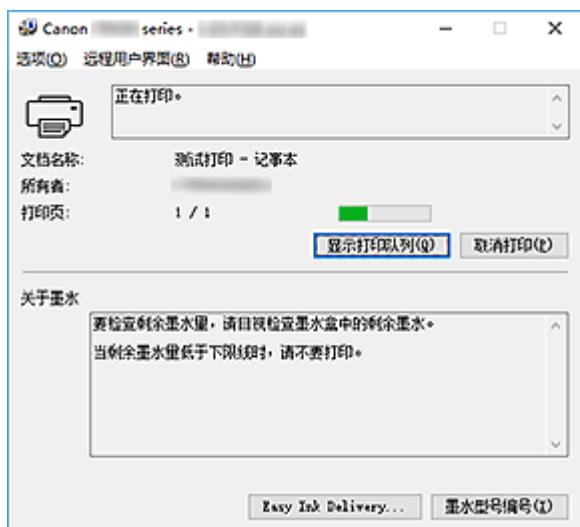 Canon series -
选项(O) 远程用户界面(R) 帮助(H)
正在打印。
文档名称: 测试打印 - 记事本
所有者:
打印页: 1 / 1
显示打印队列(Q) 取消打印(P)
关于墨水
要检查剩余墨水量，请目视检查墨水盒中的剩余墨水。
当剩余墨水量低于下限线时，请不要打印。
Easy Ink Delivery... 墨水型号编号(I)